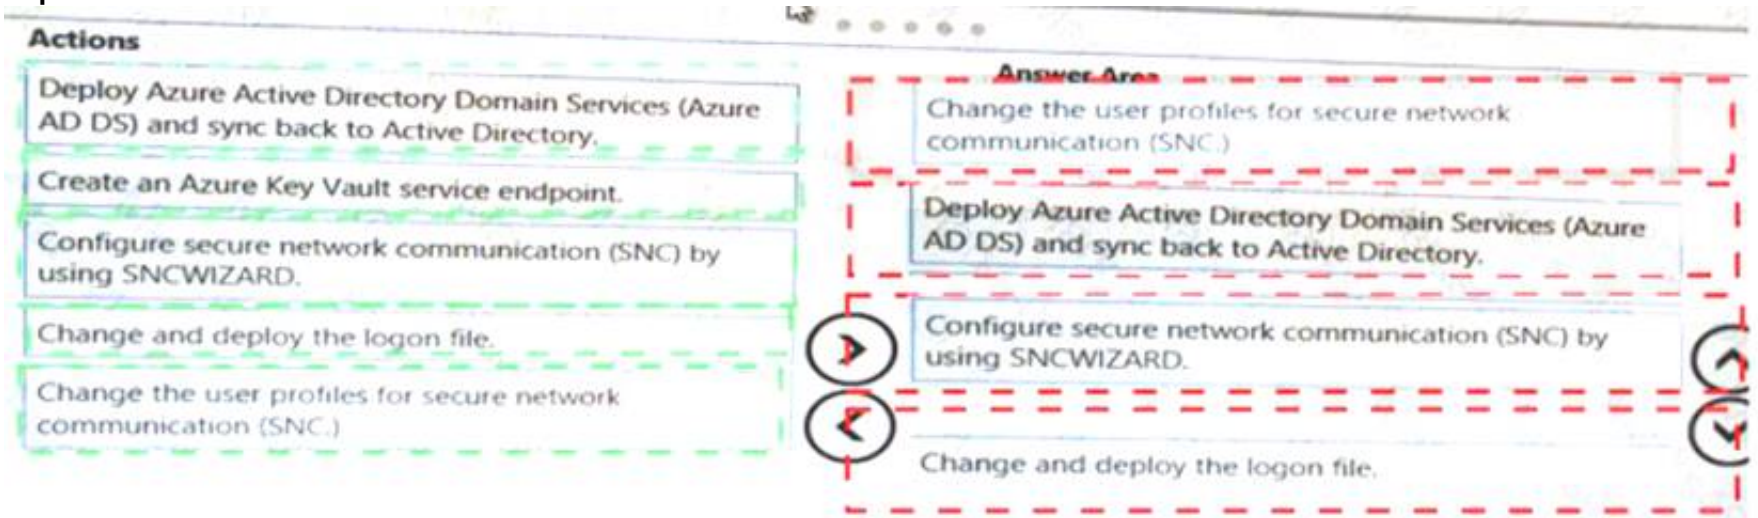 Actions
Deploy Azure Active Directory Domain Services (Azure
AD DS) and sync back to Active Directory.
Create an Azure Key Vault service endpoint.
Configure secure network communication (SNC) by
using SNCWIZARD.
Change and deploy the logon file.
Change the user profiles for secure network
communication (SNC.)
Answer Area
Change the user profiles for secure network
communication (SNC.)
Deploy Azure Active Directory Domain Services (Azure
AD DS) and sync back to Active Directory.
Configure secure network communication (SNC) by
using SNCWIZARD.
Change and deploy the logon file.